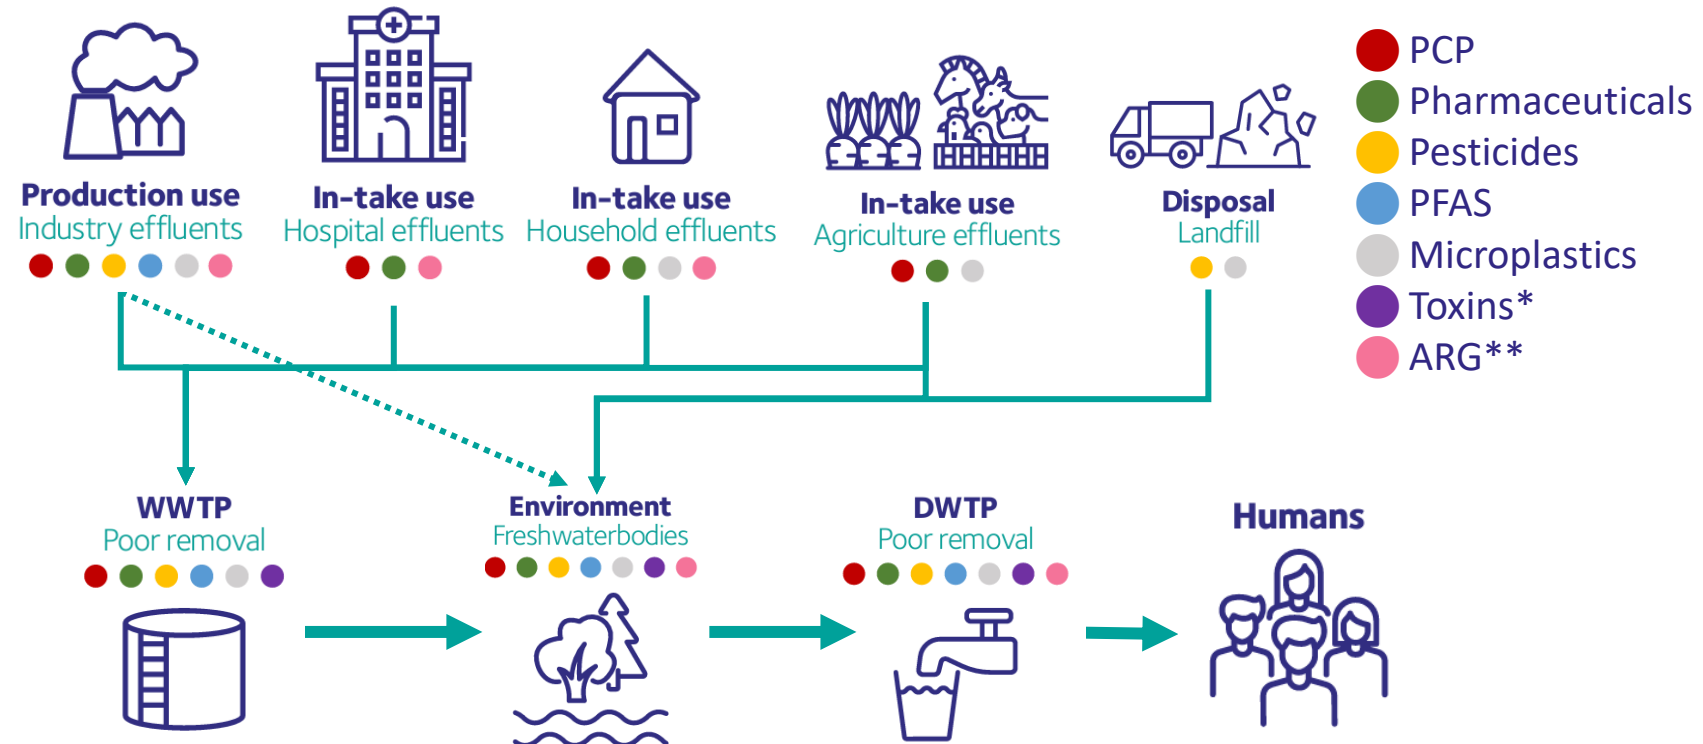 Production use
Industry effluents
In-take use
Hospital effluents
In-take use
Household effluents
In-take use
Agriculture effluents
Disposal
Landfill
PCP
Pharmaceuticals
Pesticides
PFAS
Microplastics
Toxins*
ARG**
WWTP
Poor removal
Environment
Freshwaterbodies
DWTP
Poor removal
Humans